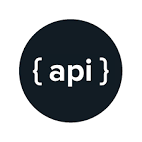 { api }